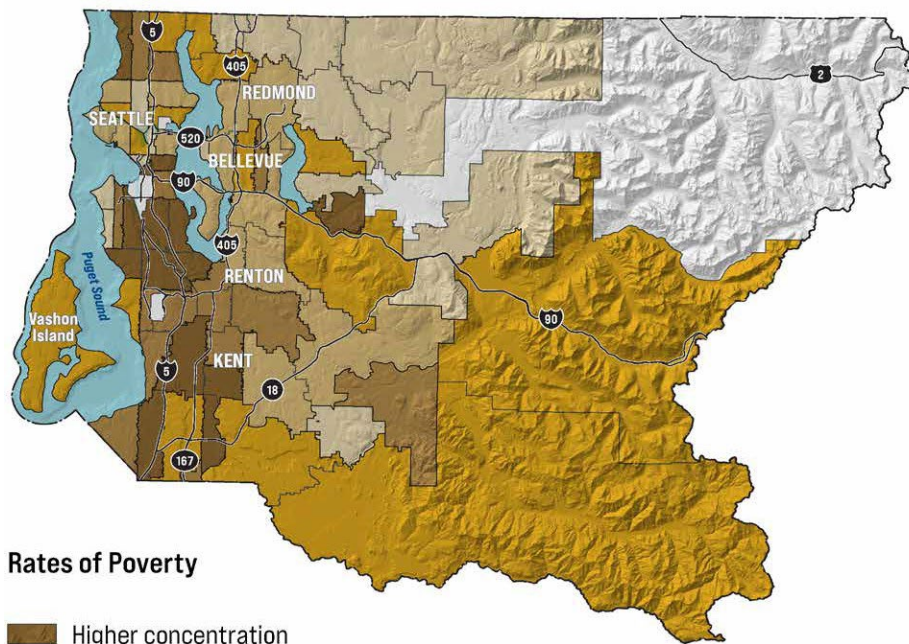 5
405
2
REDMOND
SEATTLE
520
BELLEVUE
90
405
RENTON
Puget Sound
Vashon
Island
90
KENT
5
18
167
Rates of Poverty
Higher concentration